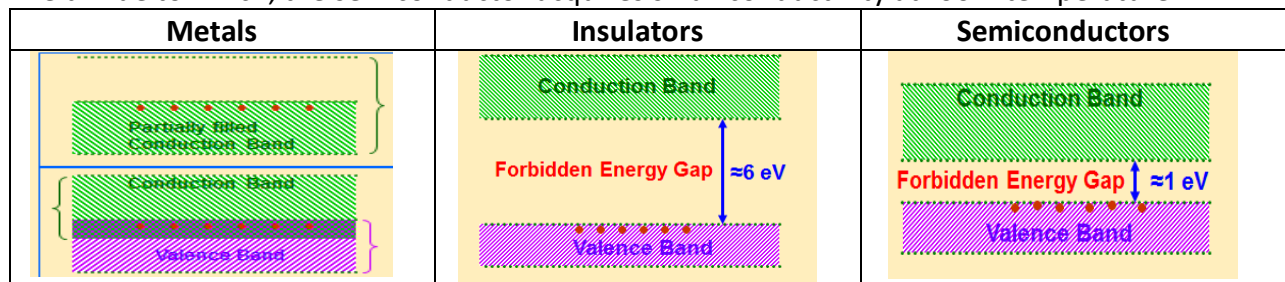 Metals
Insulators
Semiconductors
Partially filled
Conduction Band
Conduction Band
Valence Band
Conduction Band
Forbidden Energy Gap ≈6 eV
Valence Band
Conduction Band
Forbidden Energy Gap ≈1 eV
Valence Band